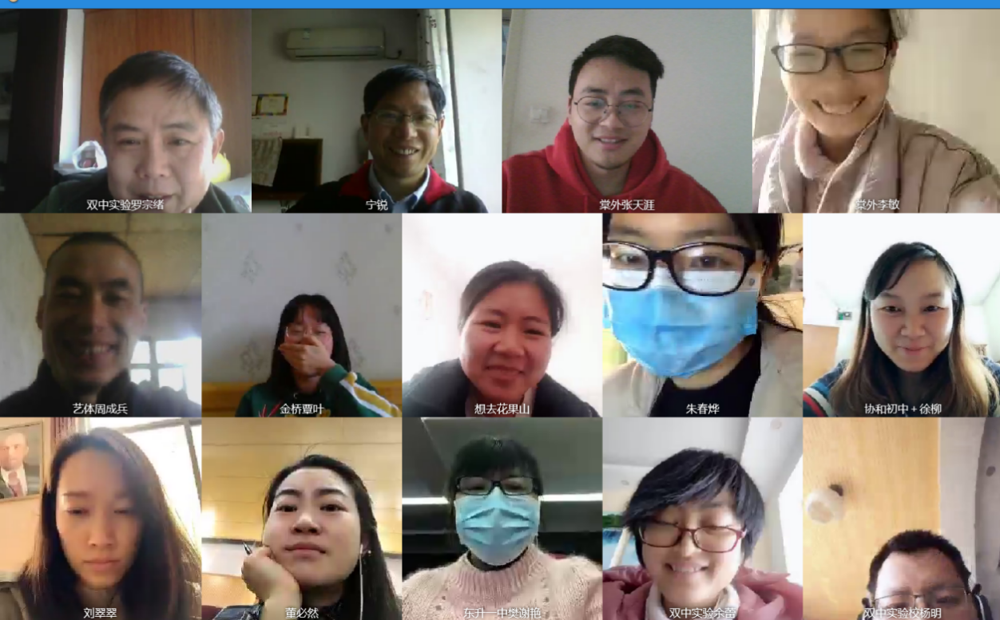 双中实验罗宗绪
宁锐
棠外张天涯
棠外李敏
艺体周成兵
金桥覃叶
想去花果山
朱春烨
协和初中+徐柳
刘翠翠
董必然
东升一中樊谢艳
双中实验余蕾
双中实验校杨明